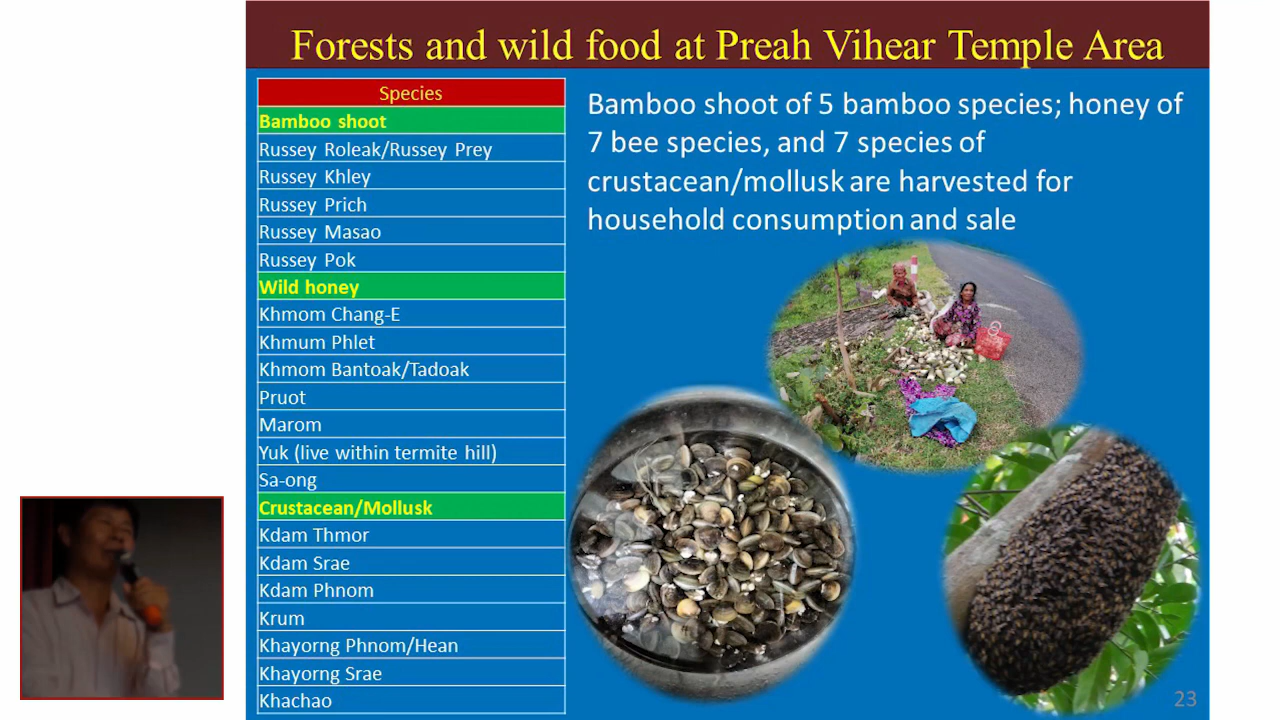 Forests and wild food at Preah Vihear Temple Area
Species
Bamboo shoot
Russey Roleak/Russey Prey
Russey Khley
Russey Prich
Russey Masao
Russey Pok
Wild honey
Khmom Chang-E
Khmum Phlet
Khmom Bantoak/Tadoak
Pruot
Marom
Yuk (live within termite hill)
Sa-ong
Crustacean/Mollusk
Kdam Thmor
Kdam Srae
Kdam Phnom
Krum
Khayorng Phnom/Hean
Khayorng Srae
Khachao
Bamboo shoot of 5 bamboo species; honey of
7 bee species, and 7 species of
crustacean/mollusk are harvested for
household consumption and sale
23